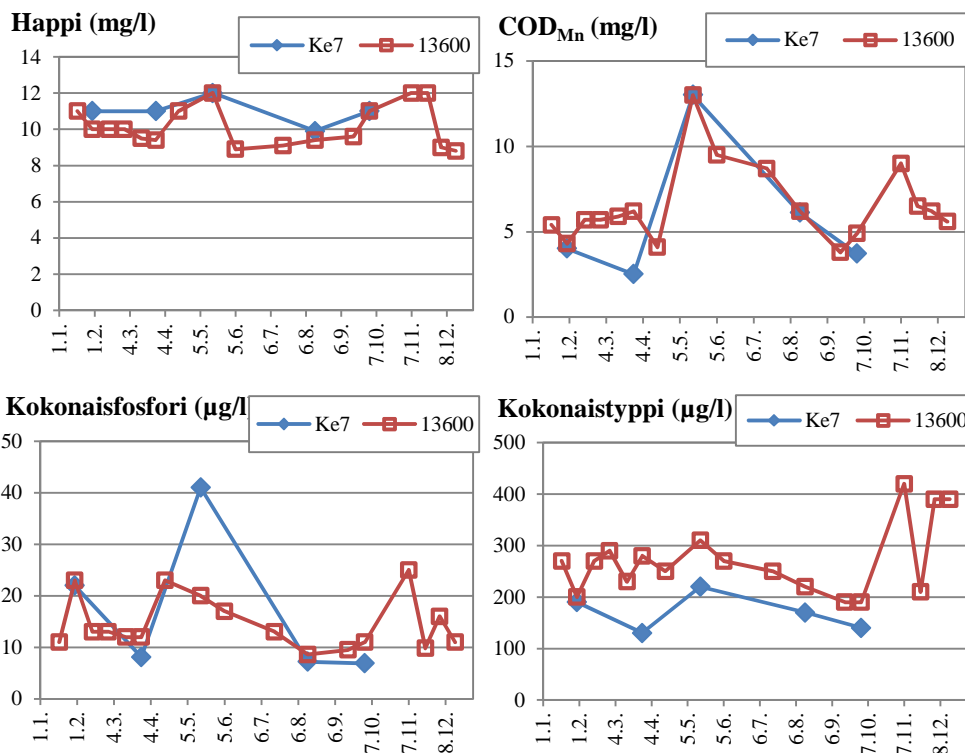 Happi (mg/l)
Ke7 13600
14
12
10
8
6
4
2
0
1.1. 1.2. 4.3. 4.4. 5.5. 5.6. 6.7. 6.8. 6.9. 7.10. 7.11. 8.12.
COD_Mn (mg/l)
Ke7 13600
15
10
5
0
1.1. 1.2. 4.3. 4.4. 5.5. 5.6. 6.7. 6.8. 6.9. 7.10. 7.11. 8.12.
Kokonaisfosfori (µg/l
Ke7 13600
50
40
30
20
10
0
1.1. 1.2. 4.3. 4.4. 5.5. 5.6. 6.7. 6.8. 6.9. 7.10. 7.11. 8.12.
Kokonaistyppi (µg/l)
Ke7 13600
500
400
300
200
100
0
1.1. 1.2. 4.3. 4.4. 5.5. 5.6. 6.7. 6.8. 6.9. 7.10. 7.11. 8.12.